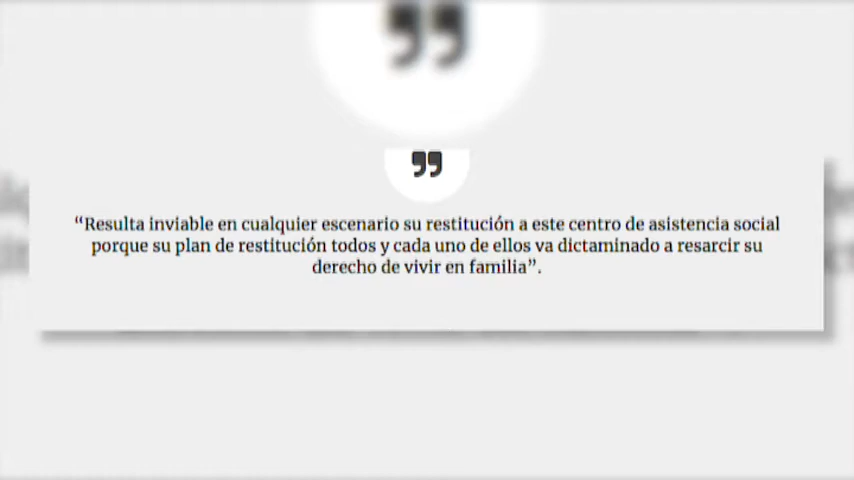 “Resulta inviable en cualquier escenario su restitución a este centro de asistencia social
porque su plan de restitución todos y cada uno de ellos va dictaminado a resarcir su
derecho de vivir en familia”.